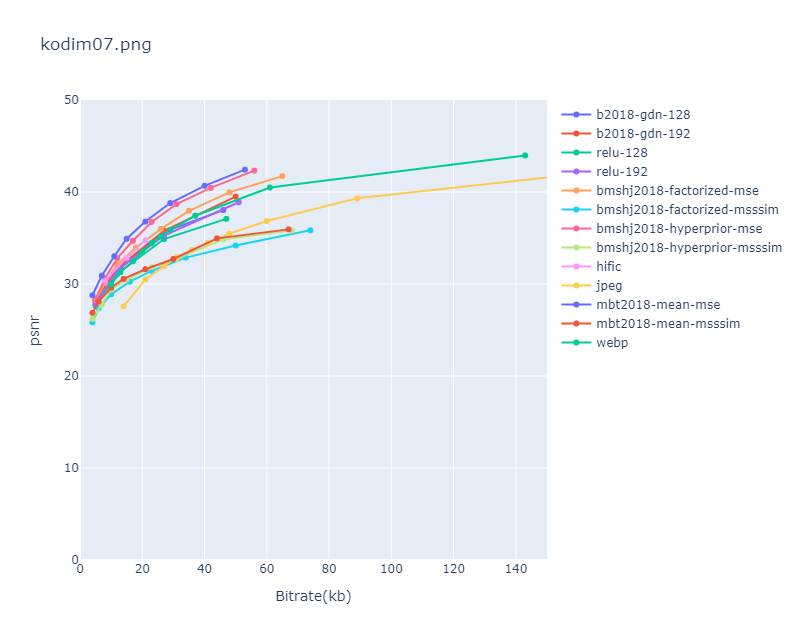 kodim07.png
50
40
30
20
10
0
psnr
0 20 40 60 80 100 120 140
Bitrate(kb)
b2018-gdn-128
b2018-gdn-192
relu-128
relu-192
bmshj2018-factorized-mse
bmshj2018-factorized-msssim
bmshj2018-hyperprior-mse
bmshj2018-hyperprior-msssim
hific
jpeg
mbt2018-mean-mse
mbt2018-mean-msssim
webp